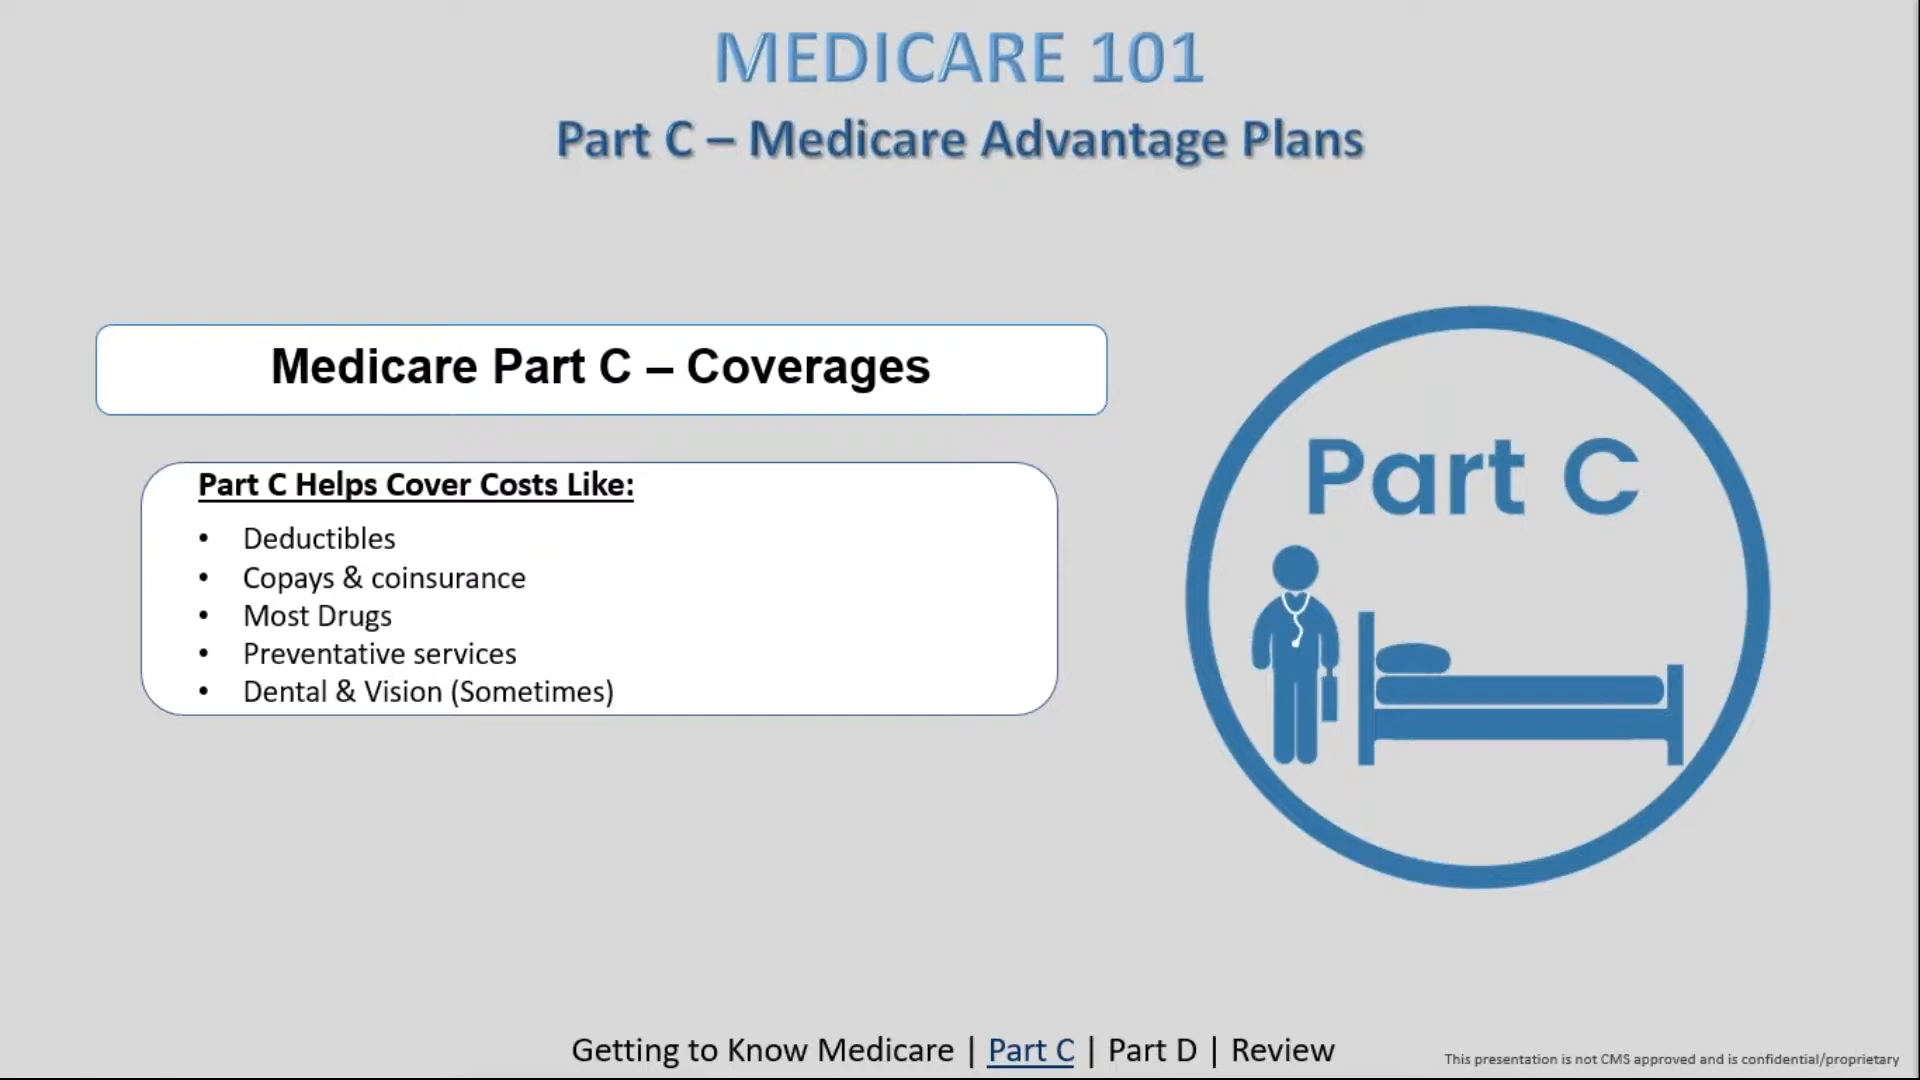 MEDICARE 101
Part C – Medicare Advantage Plans
Medicare Part C – Coverages
Part C Helps Cover Costs Like:
• Deductibles
• Copays & coinsurance
• Most Drugs
• Preventative services
• Dental & Vision (Sometimes)
Part C
Getting to Know Medicare | Part C | Part D | Review
This presentation is not CMS approved and is confidential/proprietary